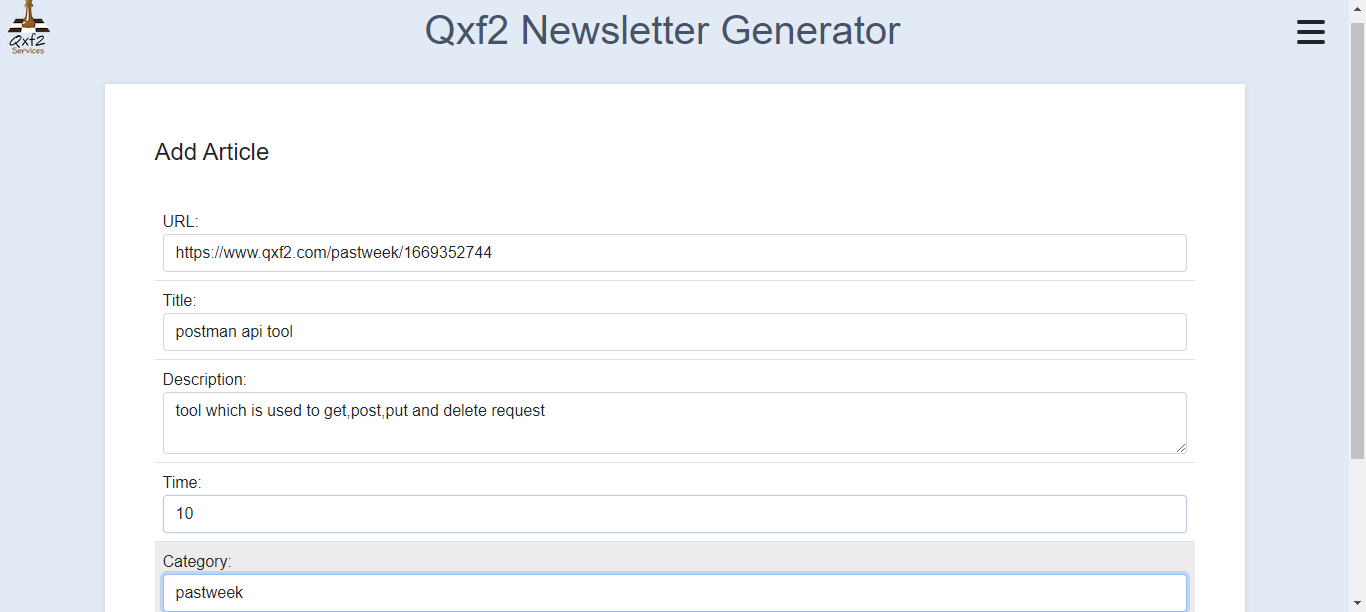 Qxf2
Services
Qxf2 Newsletter Generator
Add Article
URL:
https://www.qxf2.com/pastweek/1669352744
Title:
postman api tool
Description:
tool which is used to get,post,put and delete request
Time:
10
Category:
pastweek